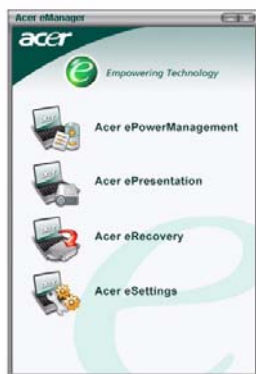 Acer eManager
acer
e Empowering Technology
Acer ePowerManagement
Acer ePresentation
Acer eRecovery
Acer eSettings